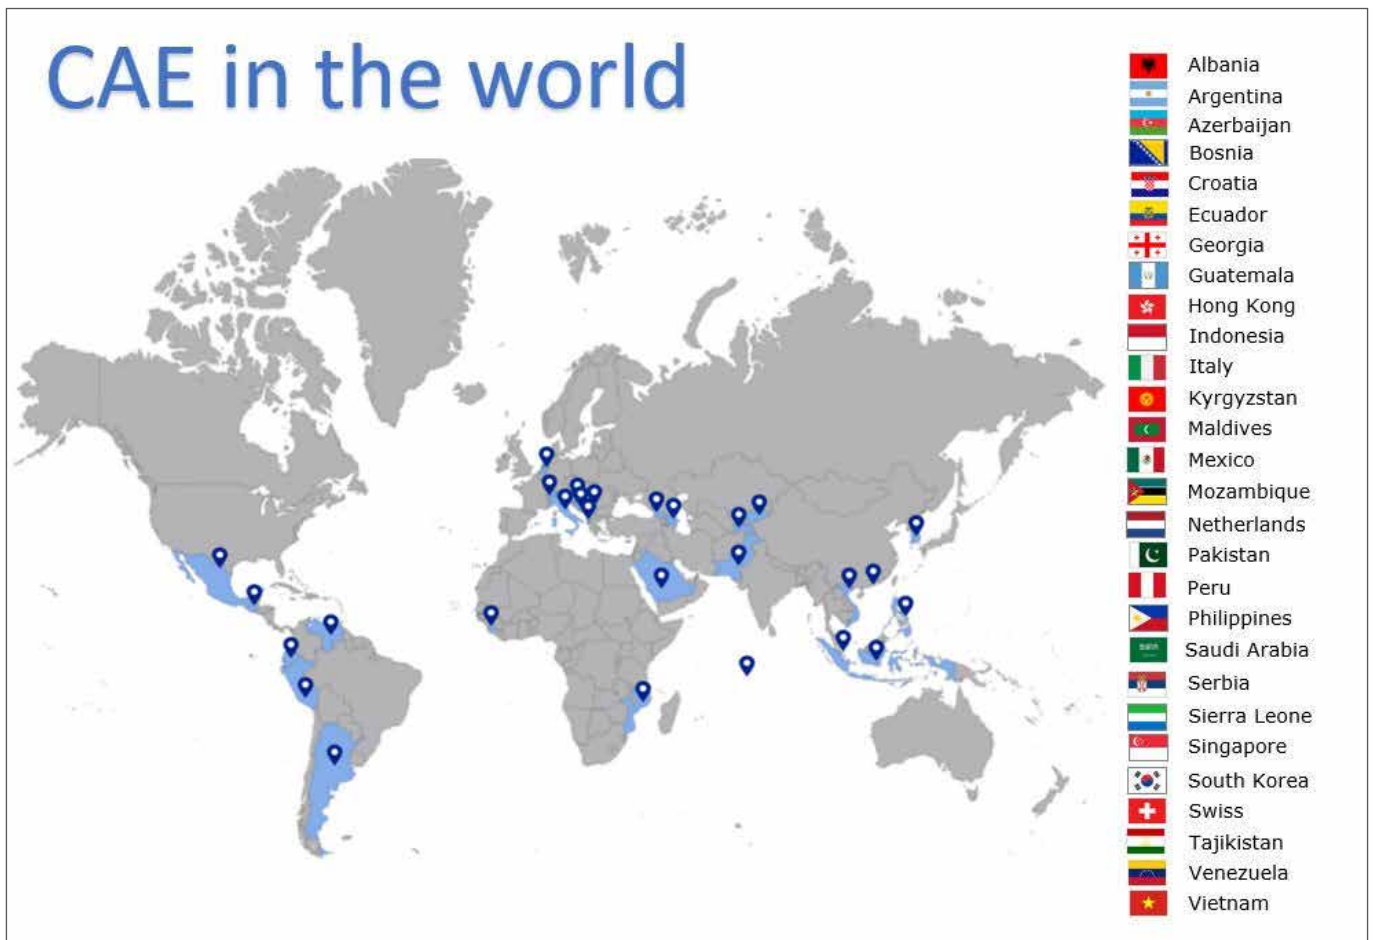 CAE in the world
Albania
Argentina
Azerbaijan
Bosnia
Croatia
Ecuador
Georgia
Guatemala
Hong Kong
Indonesia
Italy
Kyrgyzstan
Maldives
Mexico
Mozambique
Netherlands
Pakistan
Peru
Philippines
Saudi Arabia
Serbia
Sierra Leone
Singapore
South Korea
Swiss
Tajikistan
Venezuela
Vietnam